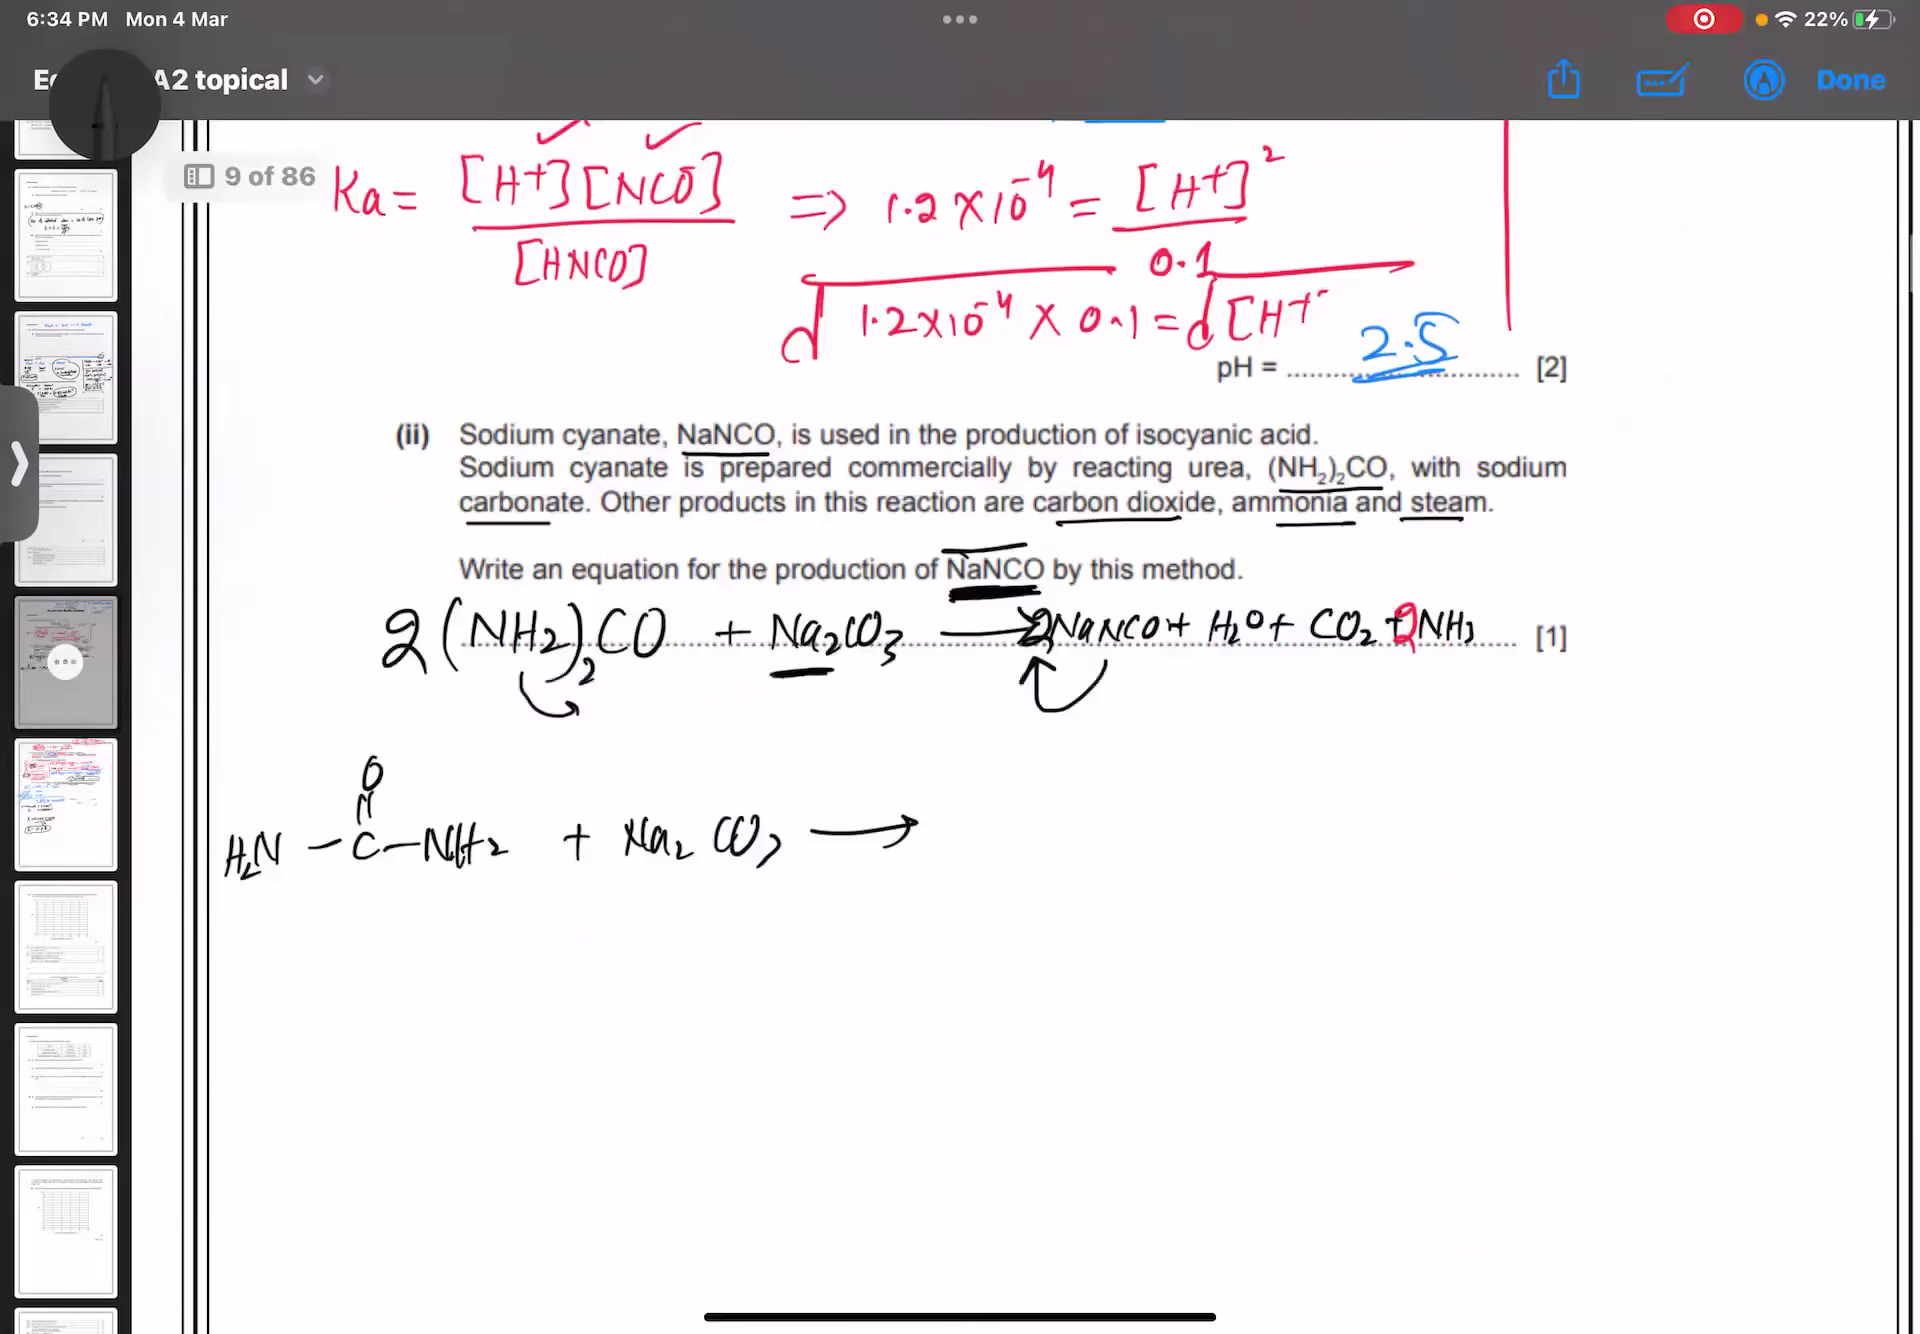 6:34 PM Mon 4 Mar
22%
A2 topical
Done
9 of 86
Ka = [H+][NCO-] / [HNCO] => 1.2 × 10^-4 = [H+]^2 / 0.1
√1.2×10^-4 × 0.1 = √[H+
pH = 2.5 [2]
(ii) Sodium cyanate, NaNCO, is used in the production of isocyanic acid.
Sodium cyanate is prepared commercially by reacting urea, (NH₂)₂CO, with sodium
carbonate. Other products in this reaction are carbon dioxide, ammonia and steam.
Write an equation for the production of NaNCO by this method.
2(NH2)₂CO + Na₂CO₃ → 2NaNCO + H₂O + CO₂ + 2NH₃ [1]
O
H₂N – C – NH₂ + Na₂CO₃ →